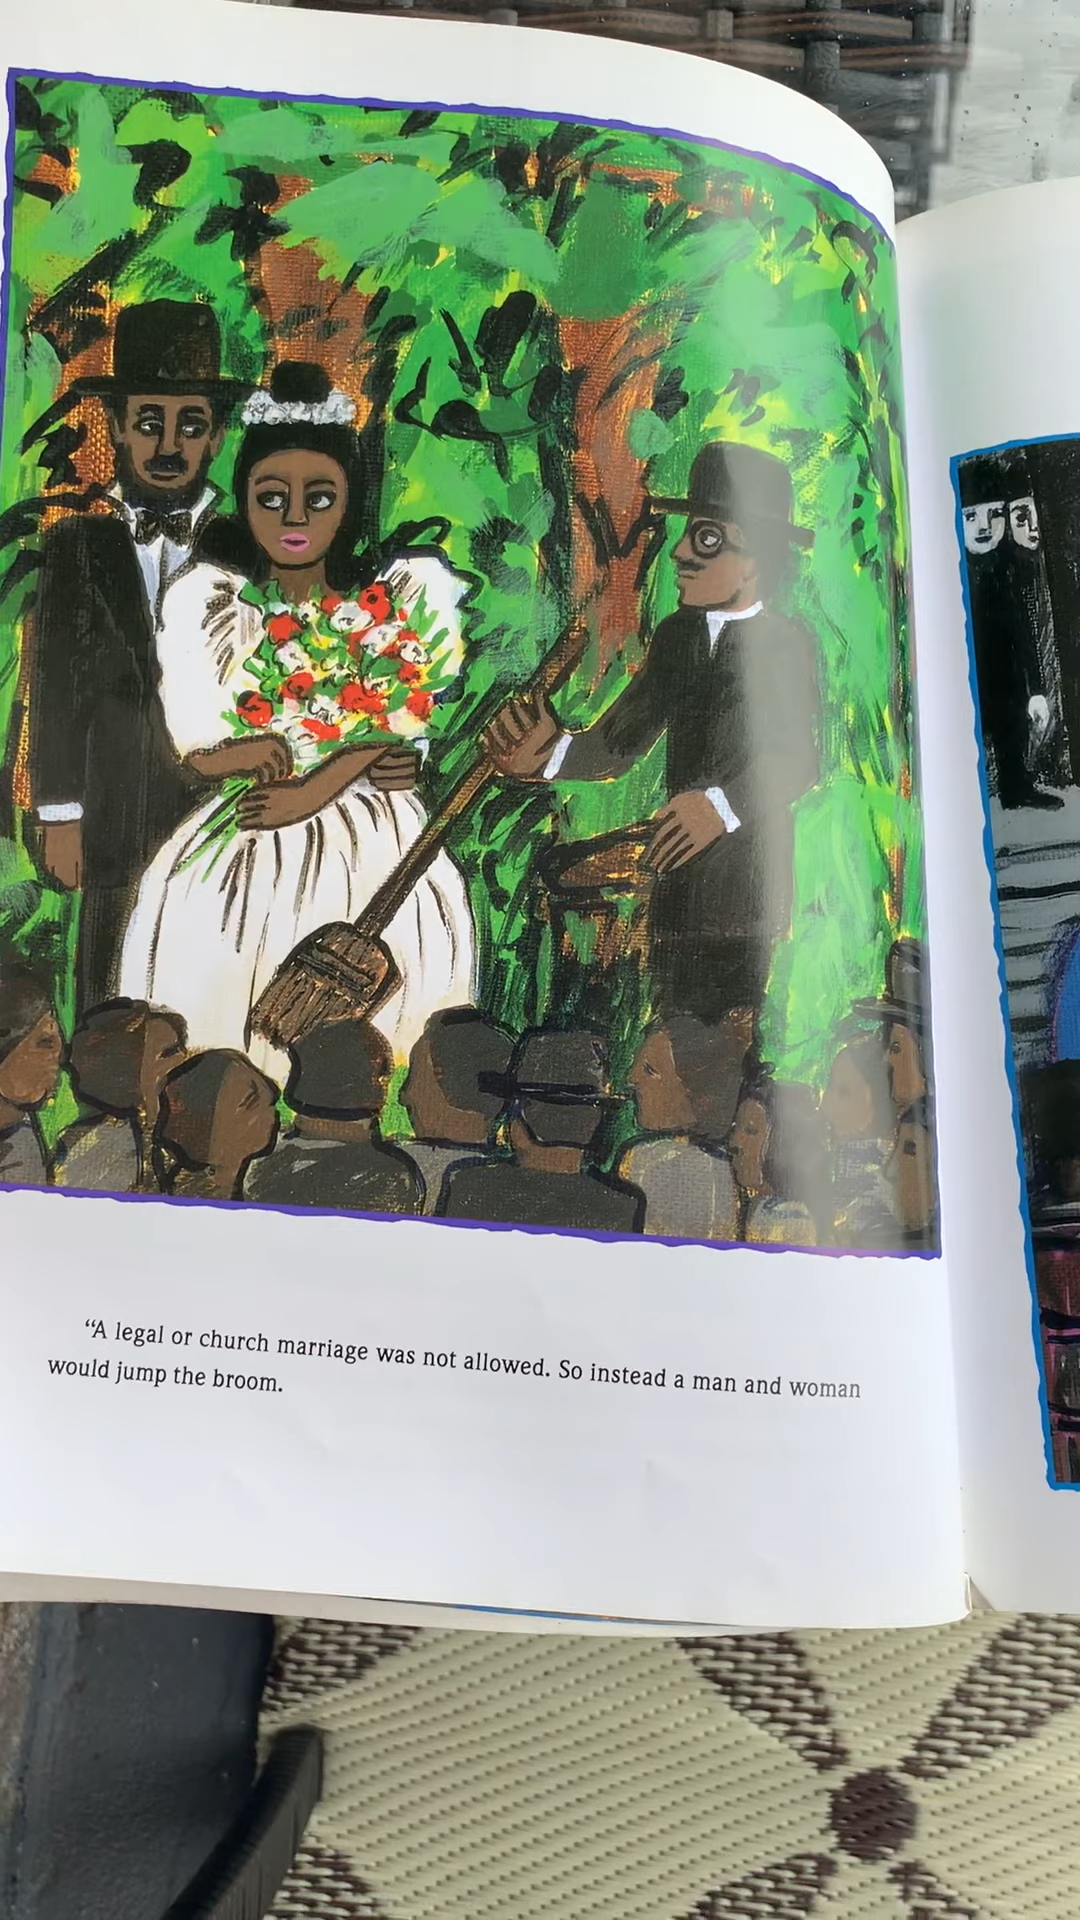 “A legal or church marriage was not allowed. So instead a man and woman
would jump the broom.